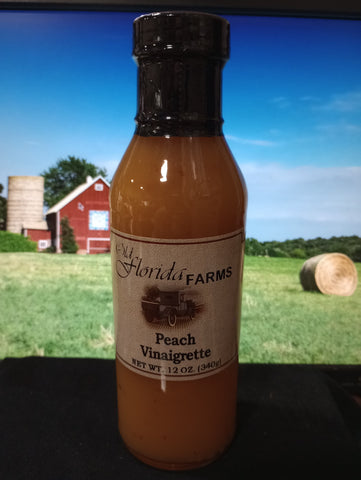 Old
Florida FARMS
Peach
Vinaigrette
NET WT. 12 OZ. (340g)